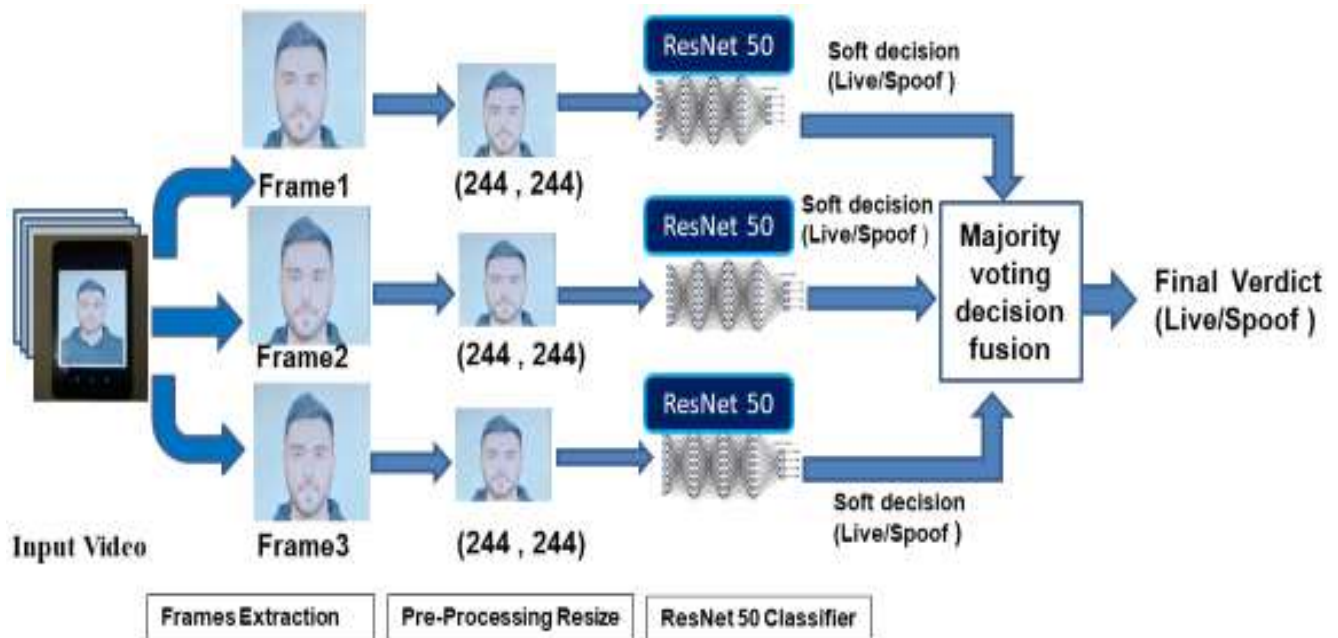 ResNet 50
Soft decision
(Live/Spoof )
Frame1
(244 , 244)
ResNet 50
Soft decision
(Live/Spoof )
Majority
voting
decision
fusion
Final Verdict
(Live/Spoof )
Frame2
(244 , 244)
ResNet 50
Soft decision
(Live/Spoof )
Input Video
Frame3
(244 , 244)
Frames Extraction
Pre-Processing Resize
ResNet 50 Classifier